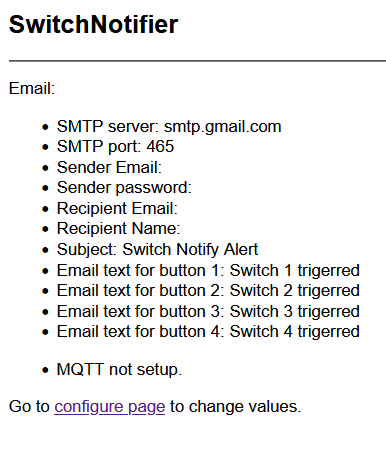 SwitchNotifier
Email:
SMTP server: smtp.gmail.com
SMTP port: 465
Sender Email:
Sender password:
Recipient Email:
Recipient Name:
Subject: Switch Notify Alert
Email text for button 1: Switch 1 trigerred
Email text for button 2: Switch 2 trigerred
Email text for button 3: Switch 3 trigerred
Email text for button 4: Switch 4 trigerred
MQTT not setup.
Go to configure page to change values.